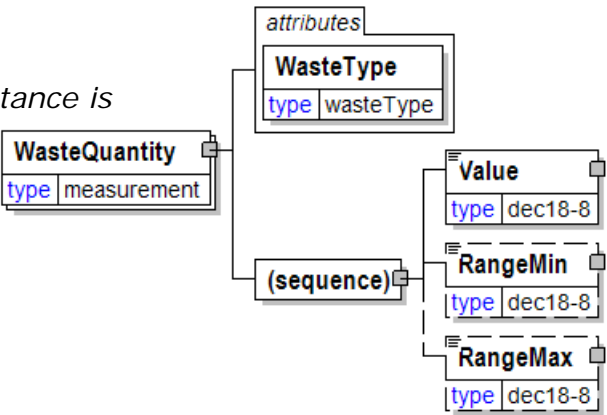 attributes
WasteType
type wasteType
tance is
WasteQuantity
type measurement
Value
type dec18-8
(sequence)
RangeMin
type dec18-8
RangeMax
type dec18-8